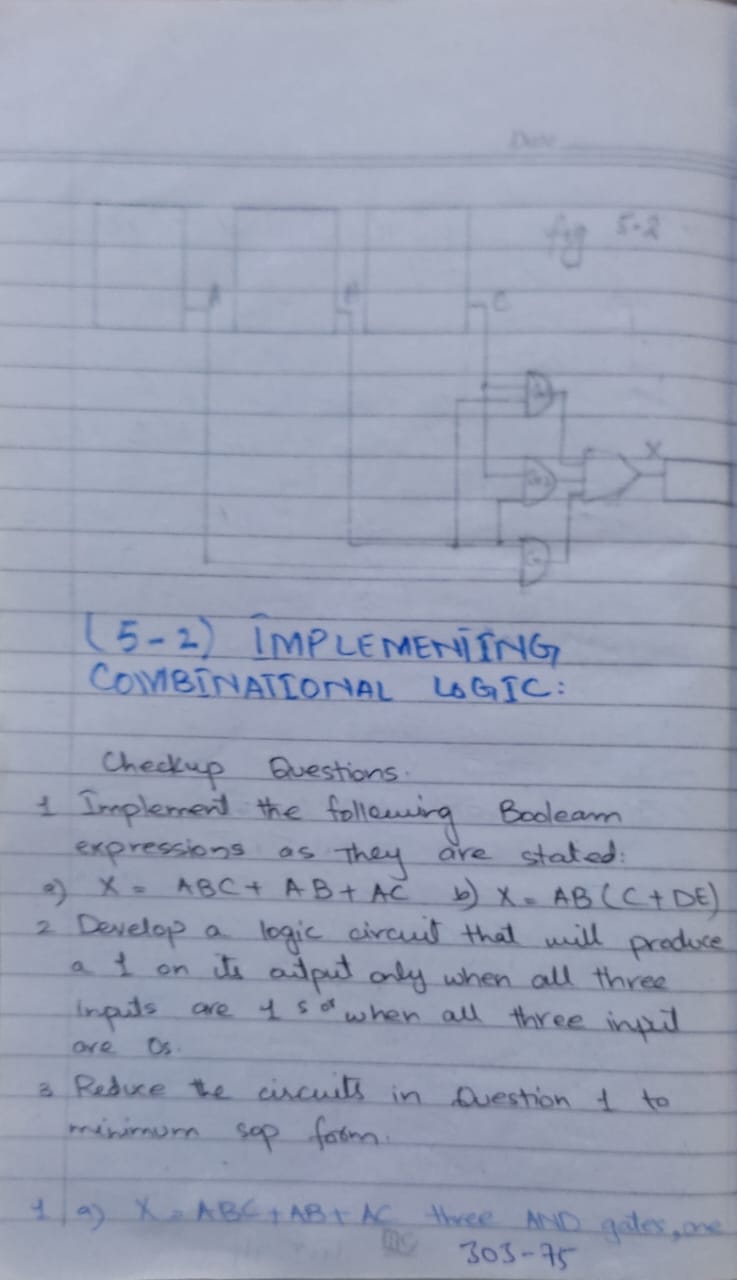 Date
fig 5-2
A
B
C
X
(5-2) IMPLEMENTING
COMBINATIONAL LOGIC:
Checkup Questions.
1 Implement the following Boolearn
expressions as they are stated:
a) X = ABC + AB + AC b) X = AB(C+DE)
2 Develop a logic circuit that will produce
a 1 on its output only when all three
inputs are 1s or when all three input
are 0s.
3 Reduce the circuits in Question 1 to
minimum sop form.
1 a) X = ABC + AB + AC three AND gates, one
303-75